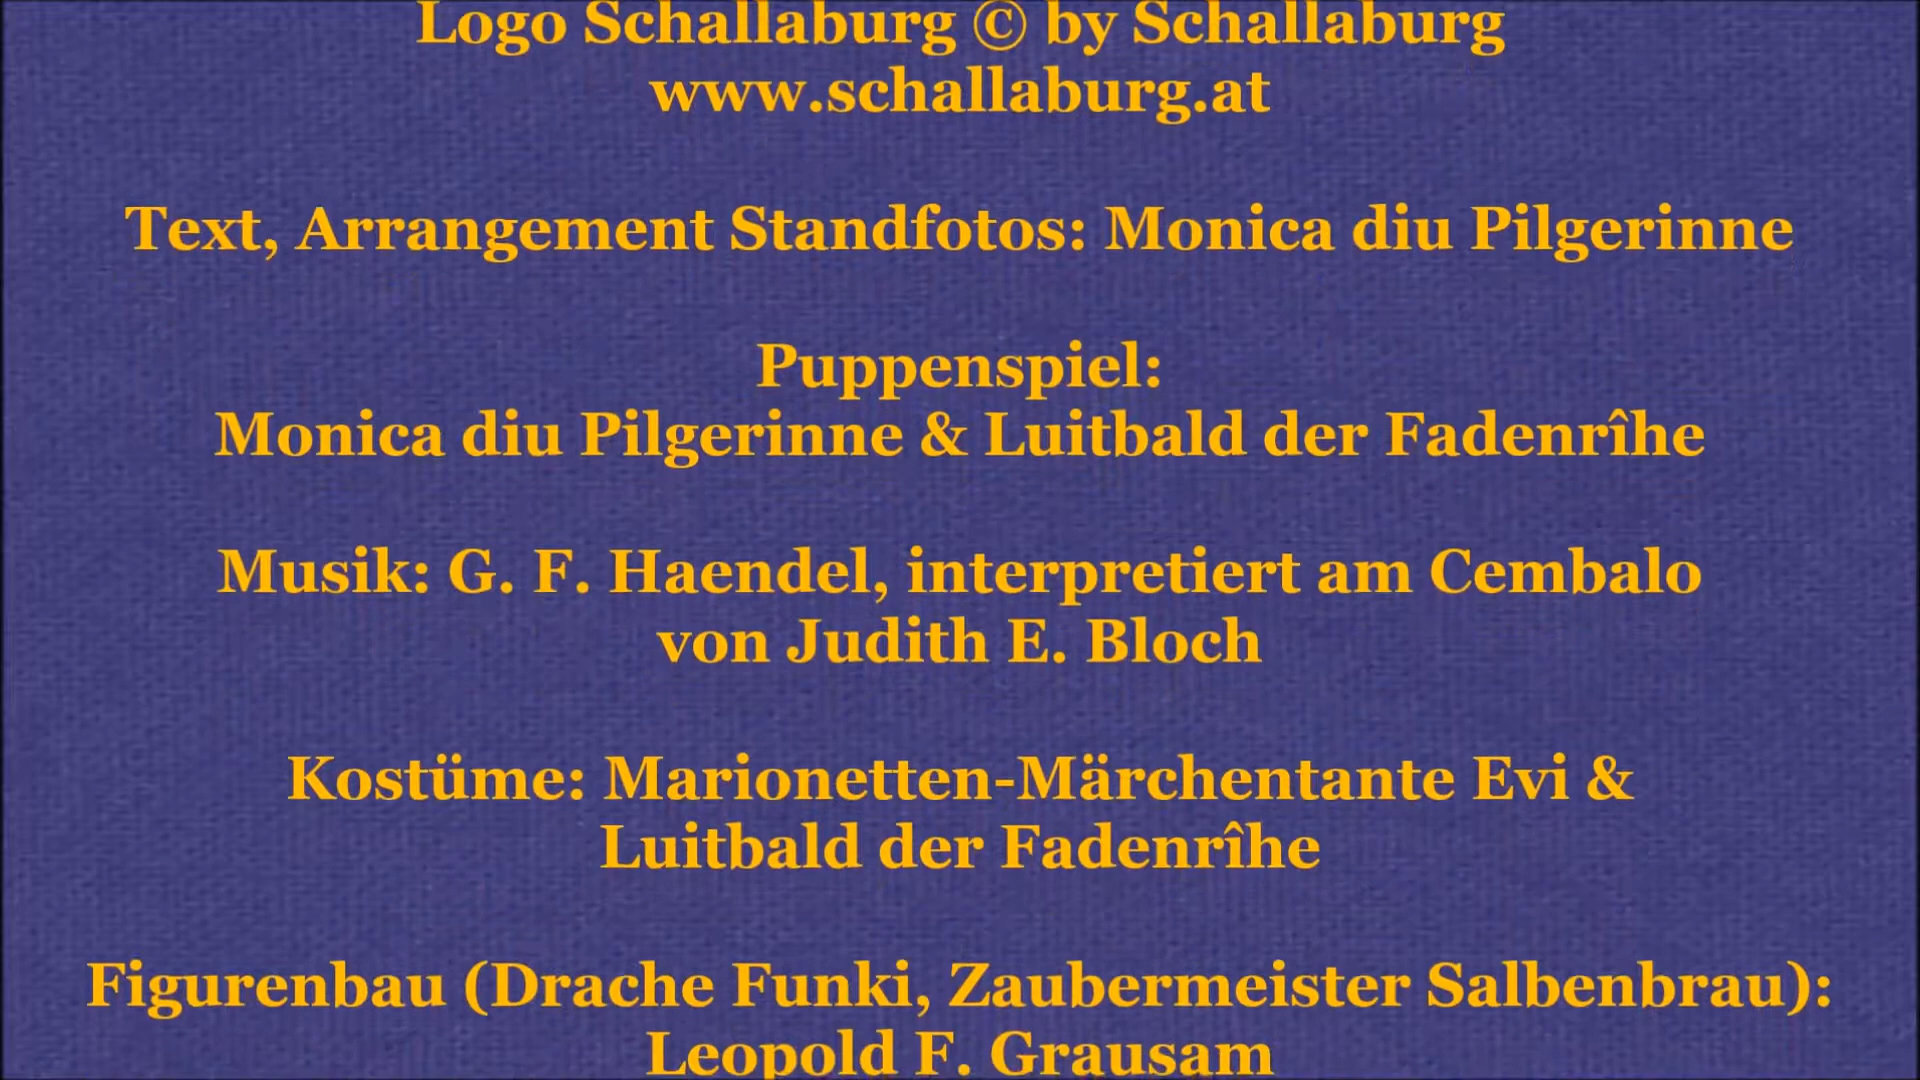 Logo Schallaburg © by Schallaburg
www.schallaburg.at
Text, Arrangement Standfotos: Monica diu Pilgerinne
Puppenspiel:
Monica diu Pilgerinne & Luitbald der Fadenrîhe
Musik: G. F. Haendel, interpretiert am Cembalo
von Judith E. Bloch
Kostüme: Marionetten-Märchentante Evi &
Luitbald der Fadenrîhe
Figurenbau (Drache Funki, Zaubermeister Salbenbrau):
Leopold F. Grausam